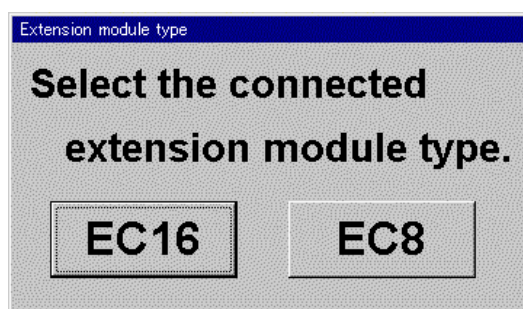 Extension module type
Select the connected
extension module type.
EC16
EC8